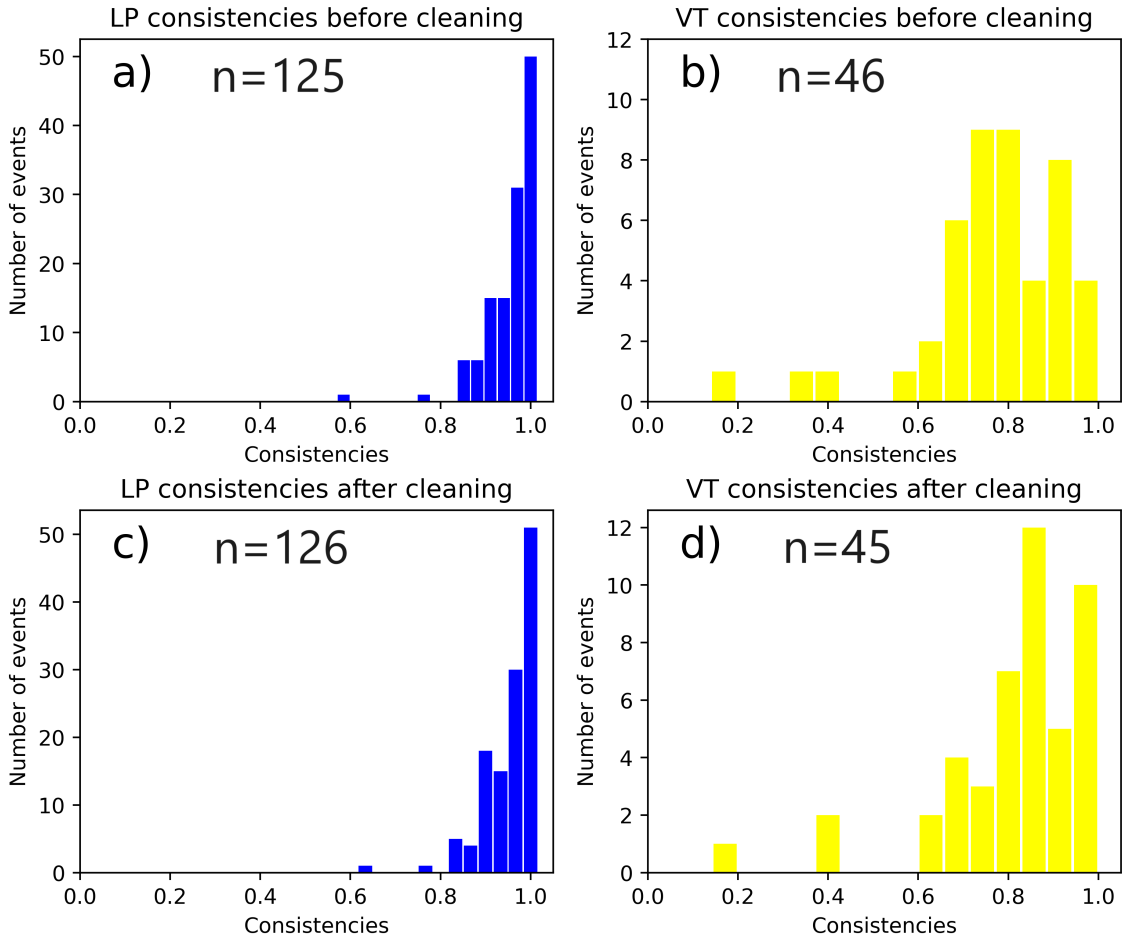 LP consistencies before cleaning
a) n=125
50
40
30
20
10
0
Number of events
0.0 0.2 0.4 0.6 0.8 1.0
Consistencies
VT consistencies before cleaning
b) n=46
12
10
8
6
4
2
0
Number of events
0.0 0.2 0.4 0.6 0.8 1.0
Consistencies
LP consistencies after cleaning
c) n=126
50
40
30
20
10
0
Number of events
0.0 0.2 0.4 0.6 0.8 1.0
Consistencies
VT consistencies after cleaning
d) n=45
12
10
8
6
4
2
0
Number of events
0.0 0.2 0.4 0.6 0.8 1.0
Consistencies